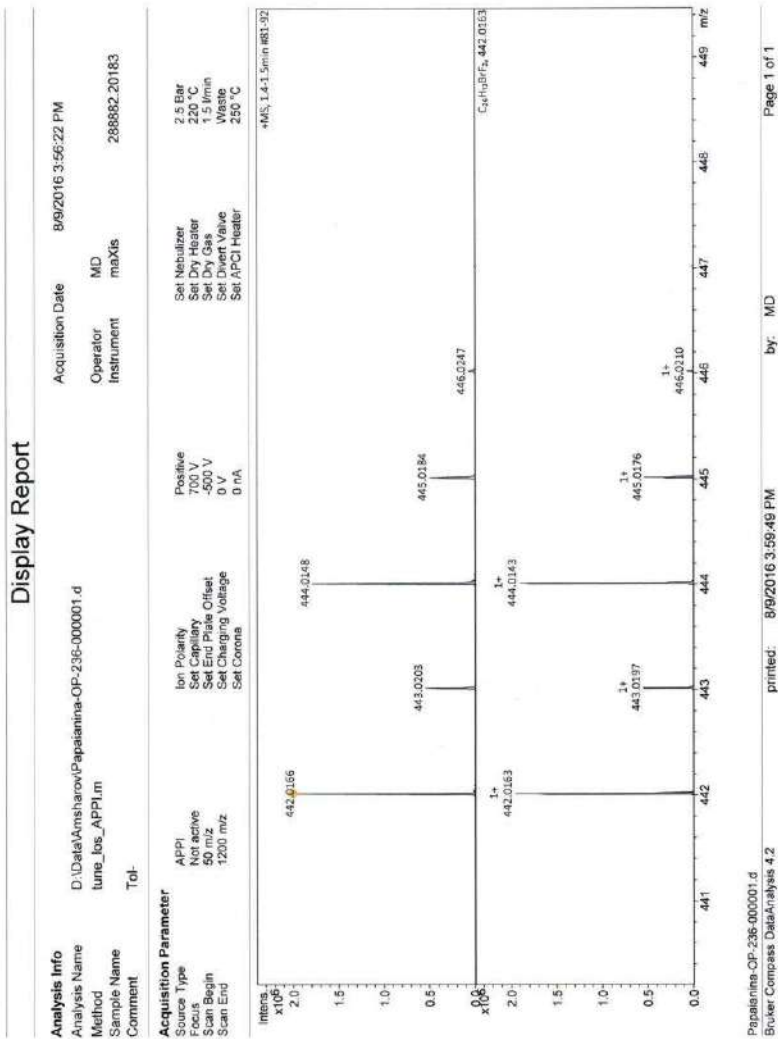 Display Report
Analysis Info
Acquisition Date 8/9/2016 3:56:22 PM
Analysis Name D:\Data\Amsharov\Papaianina-OP-236-000001.d
Method tune_los_APPI.m Operator MD
Sample Name Instrument maXis 288882.20183
Comment Tol-
Acquisition Parameter
Source Type APPI Ion Polarity Positive Set Nebulizer 2.5 Bar
Focus Not active Set Capillary 700 V Set Dry Heater 220 °C
Scan Begin 50 m/z Set End Plate Offset -500 V Set Dry Gas 1.5 l/min
Scan End 1200 m/z Set Charging Voltage 0 V Set Divert Valve Waste
Set Corona 0 nA Set APCI Heater 250 °C
Intens.
x10⁶
+MS, 1.4-1.5min #81-92
2.0
1.5
1.0
0.5
0.0
442.0166
443.0203
444.0148
445.0184
446.0247
x10⁶
C₂₆H₁₃BrF₂, 442.0163
2.0
1.5
1.0
0.5
0.0
1+
442.0163
1+
443.0197
1+
444.0143
1+
445.0176
1+
446.0210
441 442 443 444 445 446 447 448 449 m/z
Papaianina-OP-236-000001.d
Bruker Compass DataAnalysis 4.2 printed: 8/9/2016 3:59:49 PM by: MD Page 1 of 1